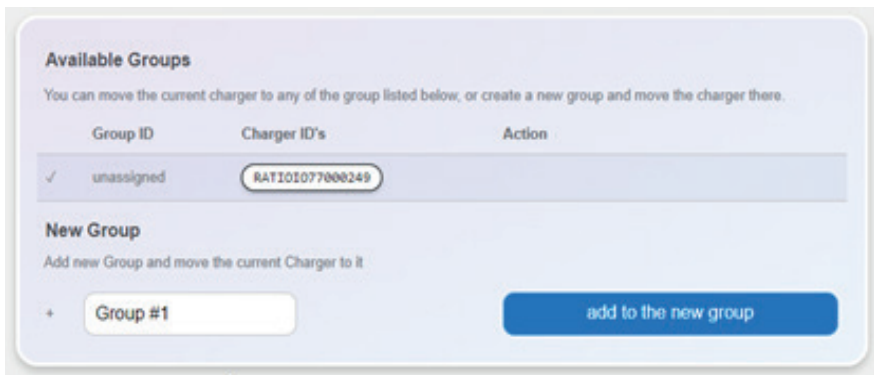 Available Groups
You can move the current charger to any of the group listed below, or create a new group and move the charger there.
Group ID Charger ID's Action
✓ unassigned RATIOIO77000249
New Group
Add new Group and move the current Charger to it
+ Group #1 add to the new group